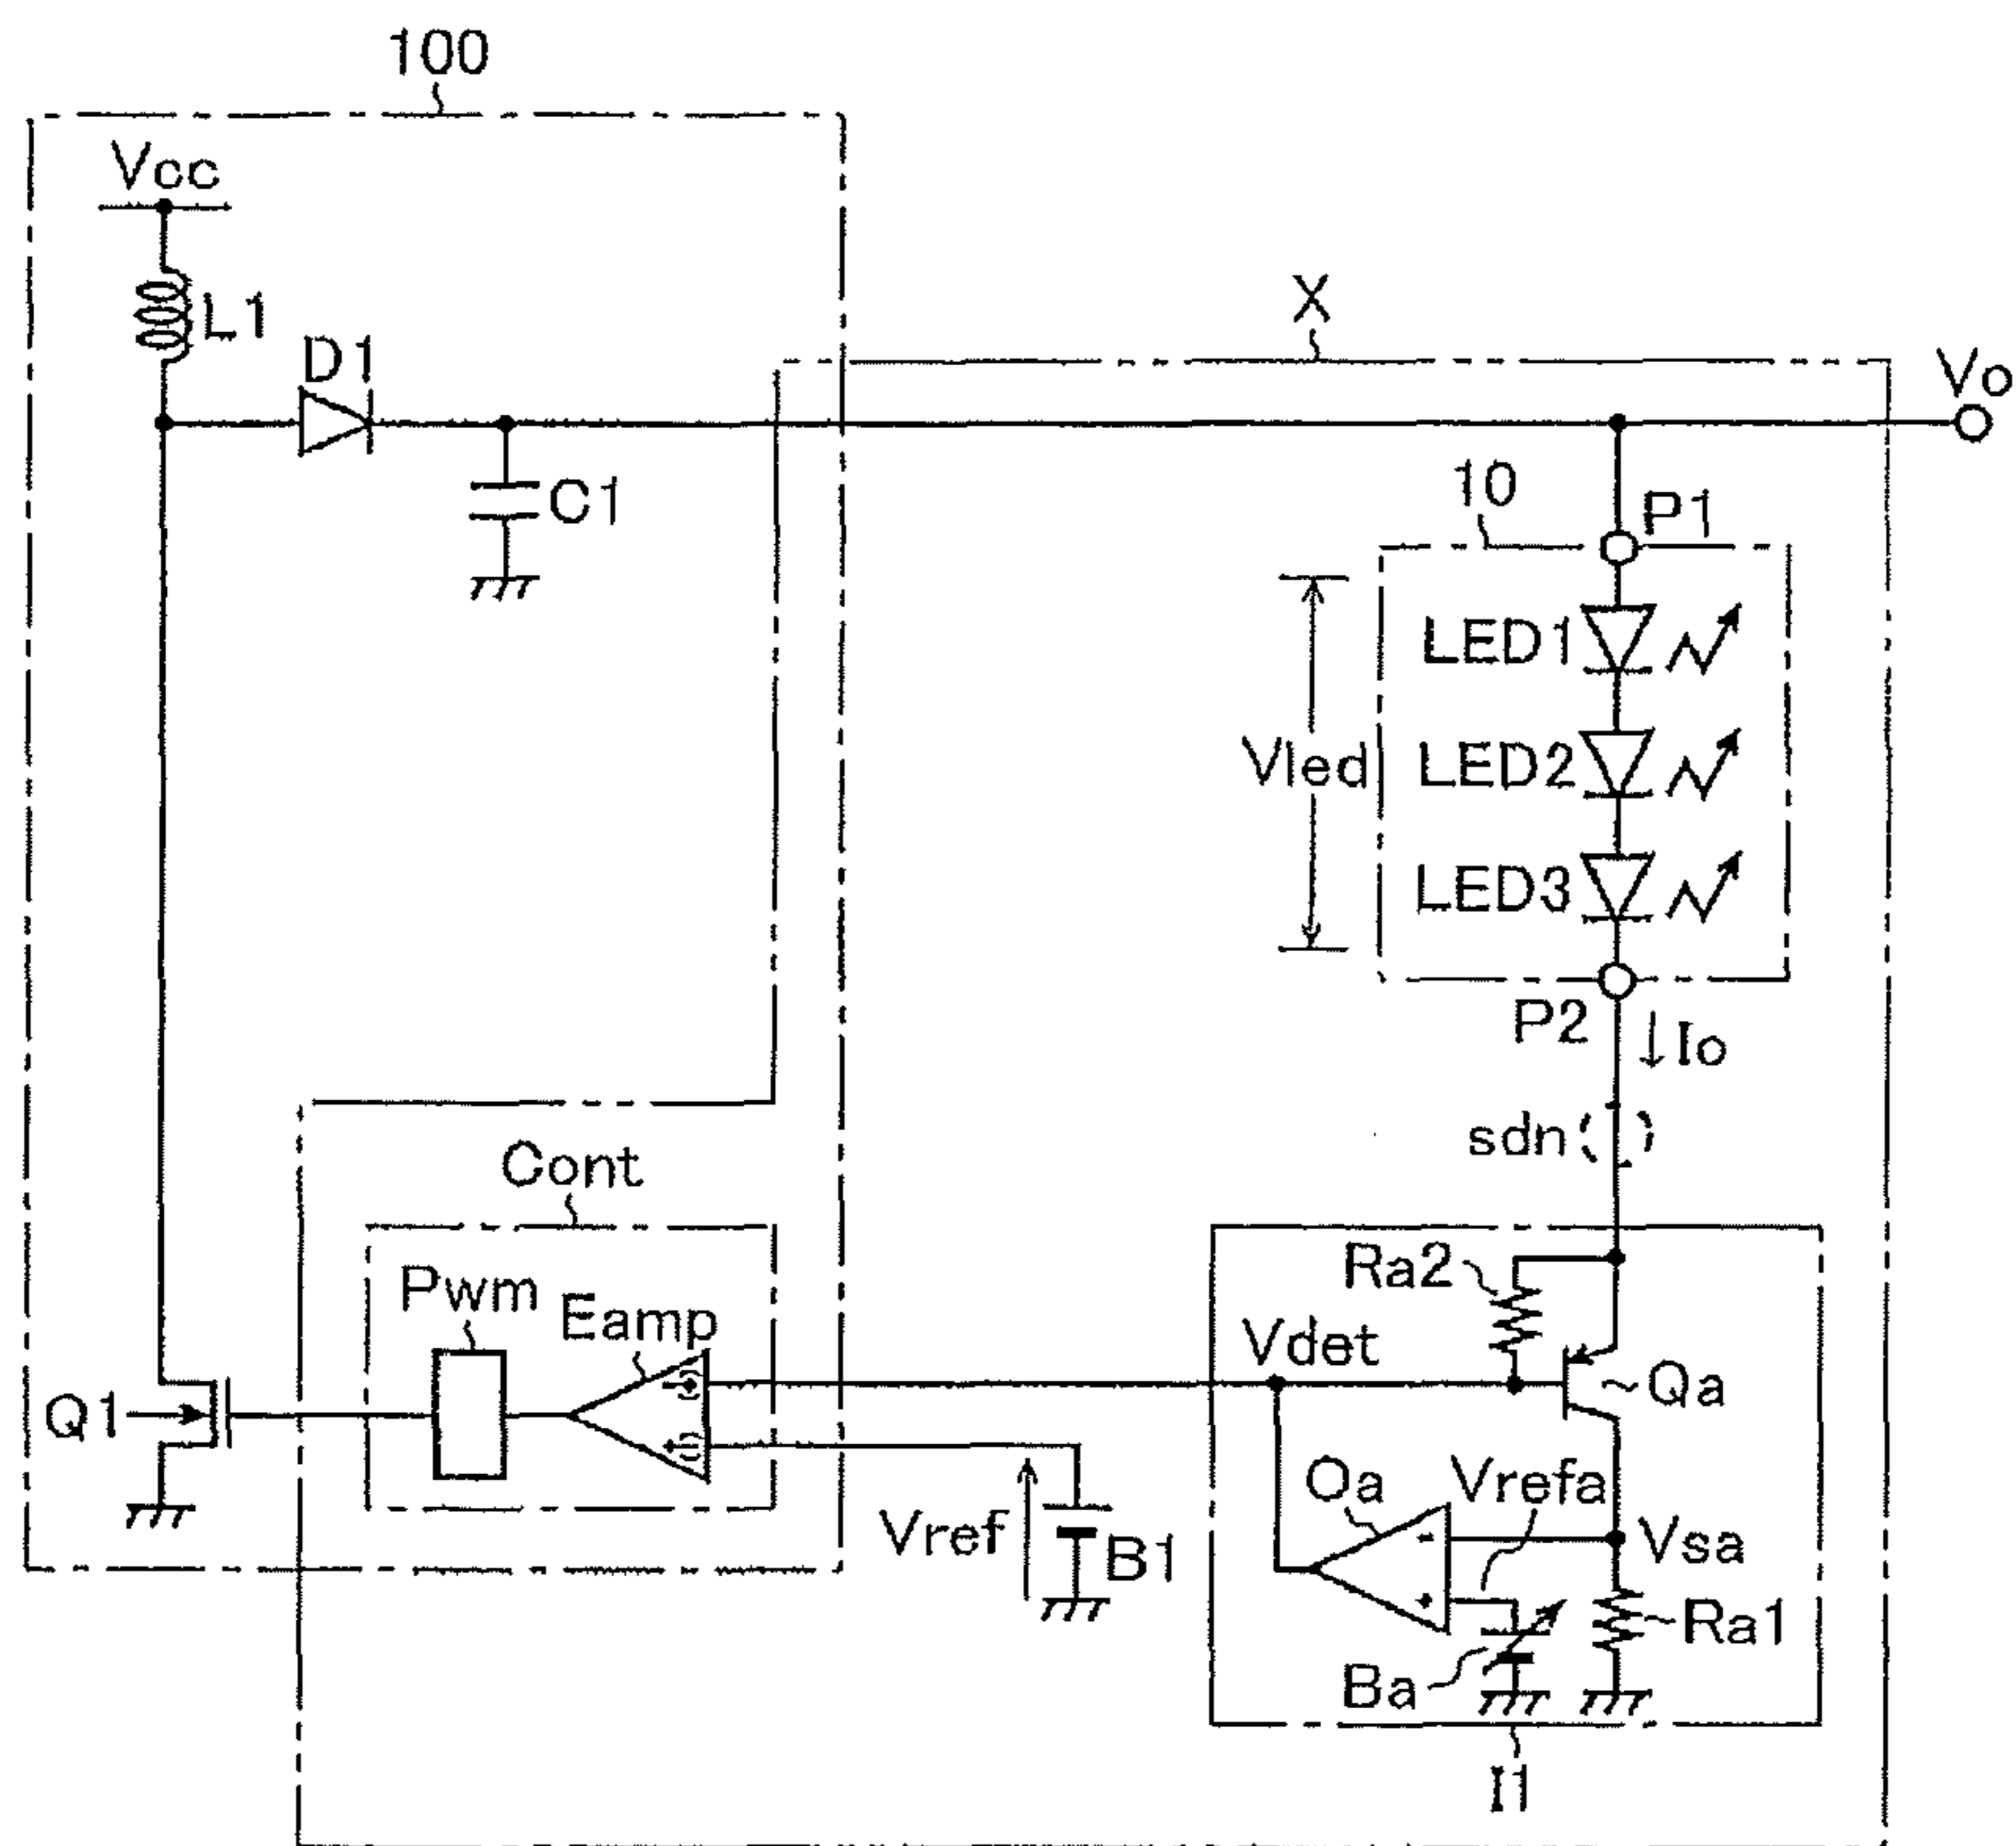 100
Vcc
L1
D1
C1
X
Vo
10
P1
LED1
Vled
LED2
LED3
P2
Io
sdn
Cont
Pwm
Eamp
Ra2
Vdet
Qa
Q1
Oa
Vrefa
Vref
B1
Vsa
Ra1
Ba
I1